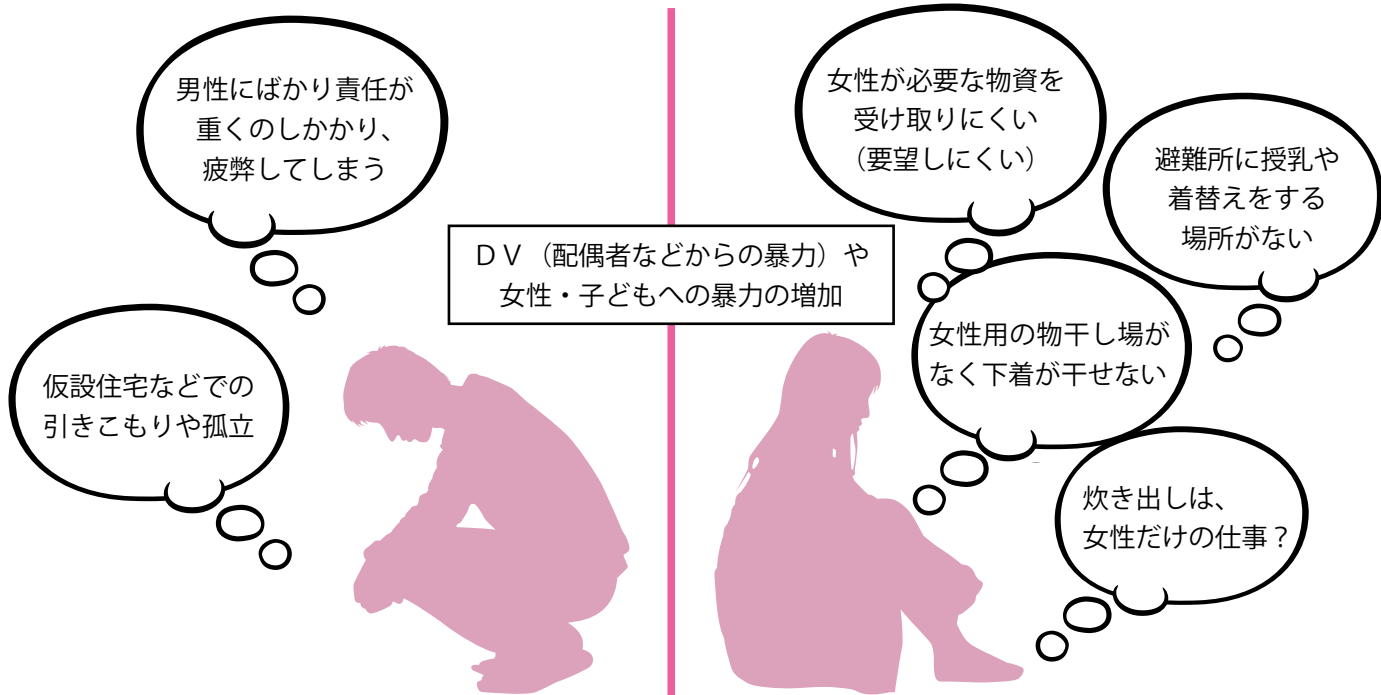 男性にばかり責任が
重くのしかかり、
疲弊してしまう
仮設住宅などでの
引きこもりや孤立
ＤＶ（配偶者などからの暴力）や
女性・子どもへの暴力の増加
女性が必要な物資を
受け取りにくい
（要望しにくい）
避難所に授乳や
着替えをする
場所がない
女性用の物干し場が
なく下着が干せない
炊き出しは、
女性だけの仕事？